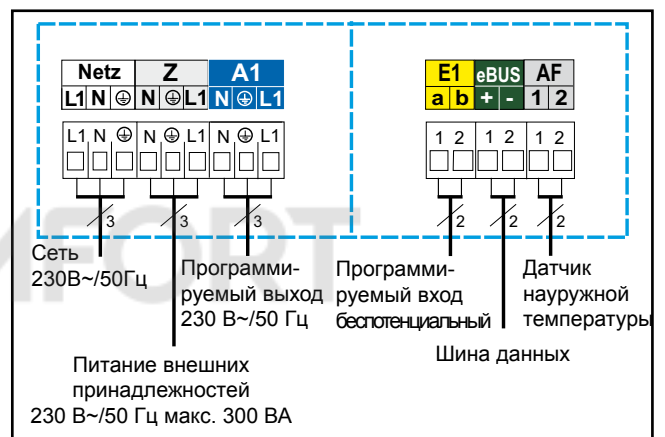 Netz Z A1 E1 eBUS AF
L1 N ⏚ N ⏚ L1 N ⏚ L1 a b + - 1 2
L1 N ⏚ N ⏚ L1 N ⏚ L1 1 2 1 2 1 2
3 3 3 2 2 2
Сеть
230В~/50Гц
Программи-
руемый выход
230 В~/50 Гц
Программи-
руемый вход
беспотенциальный
Датчик
науружной
температуры
Шина данных
Питание внешних
принадлежностей
230 В~/50 Гц макс. 300 ВА